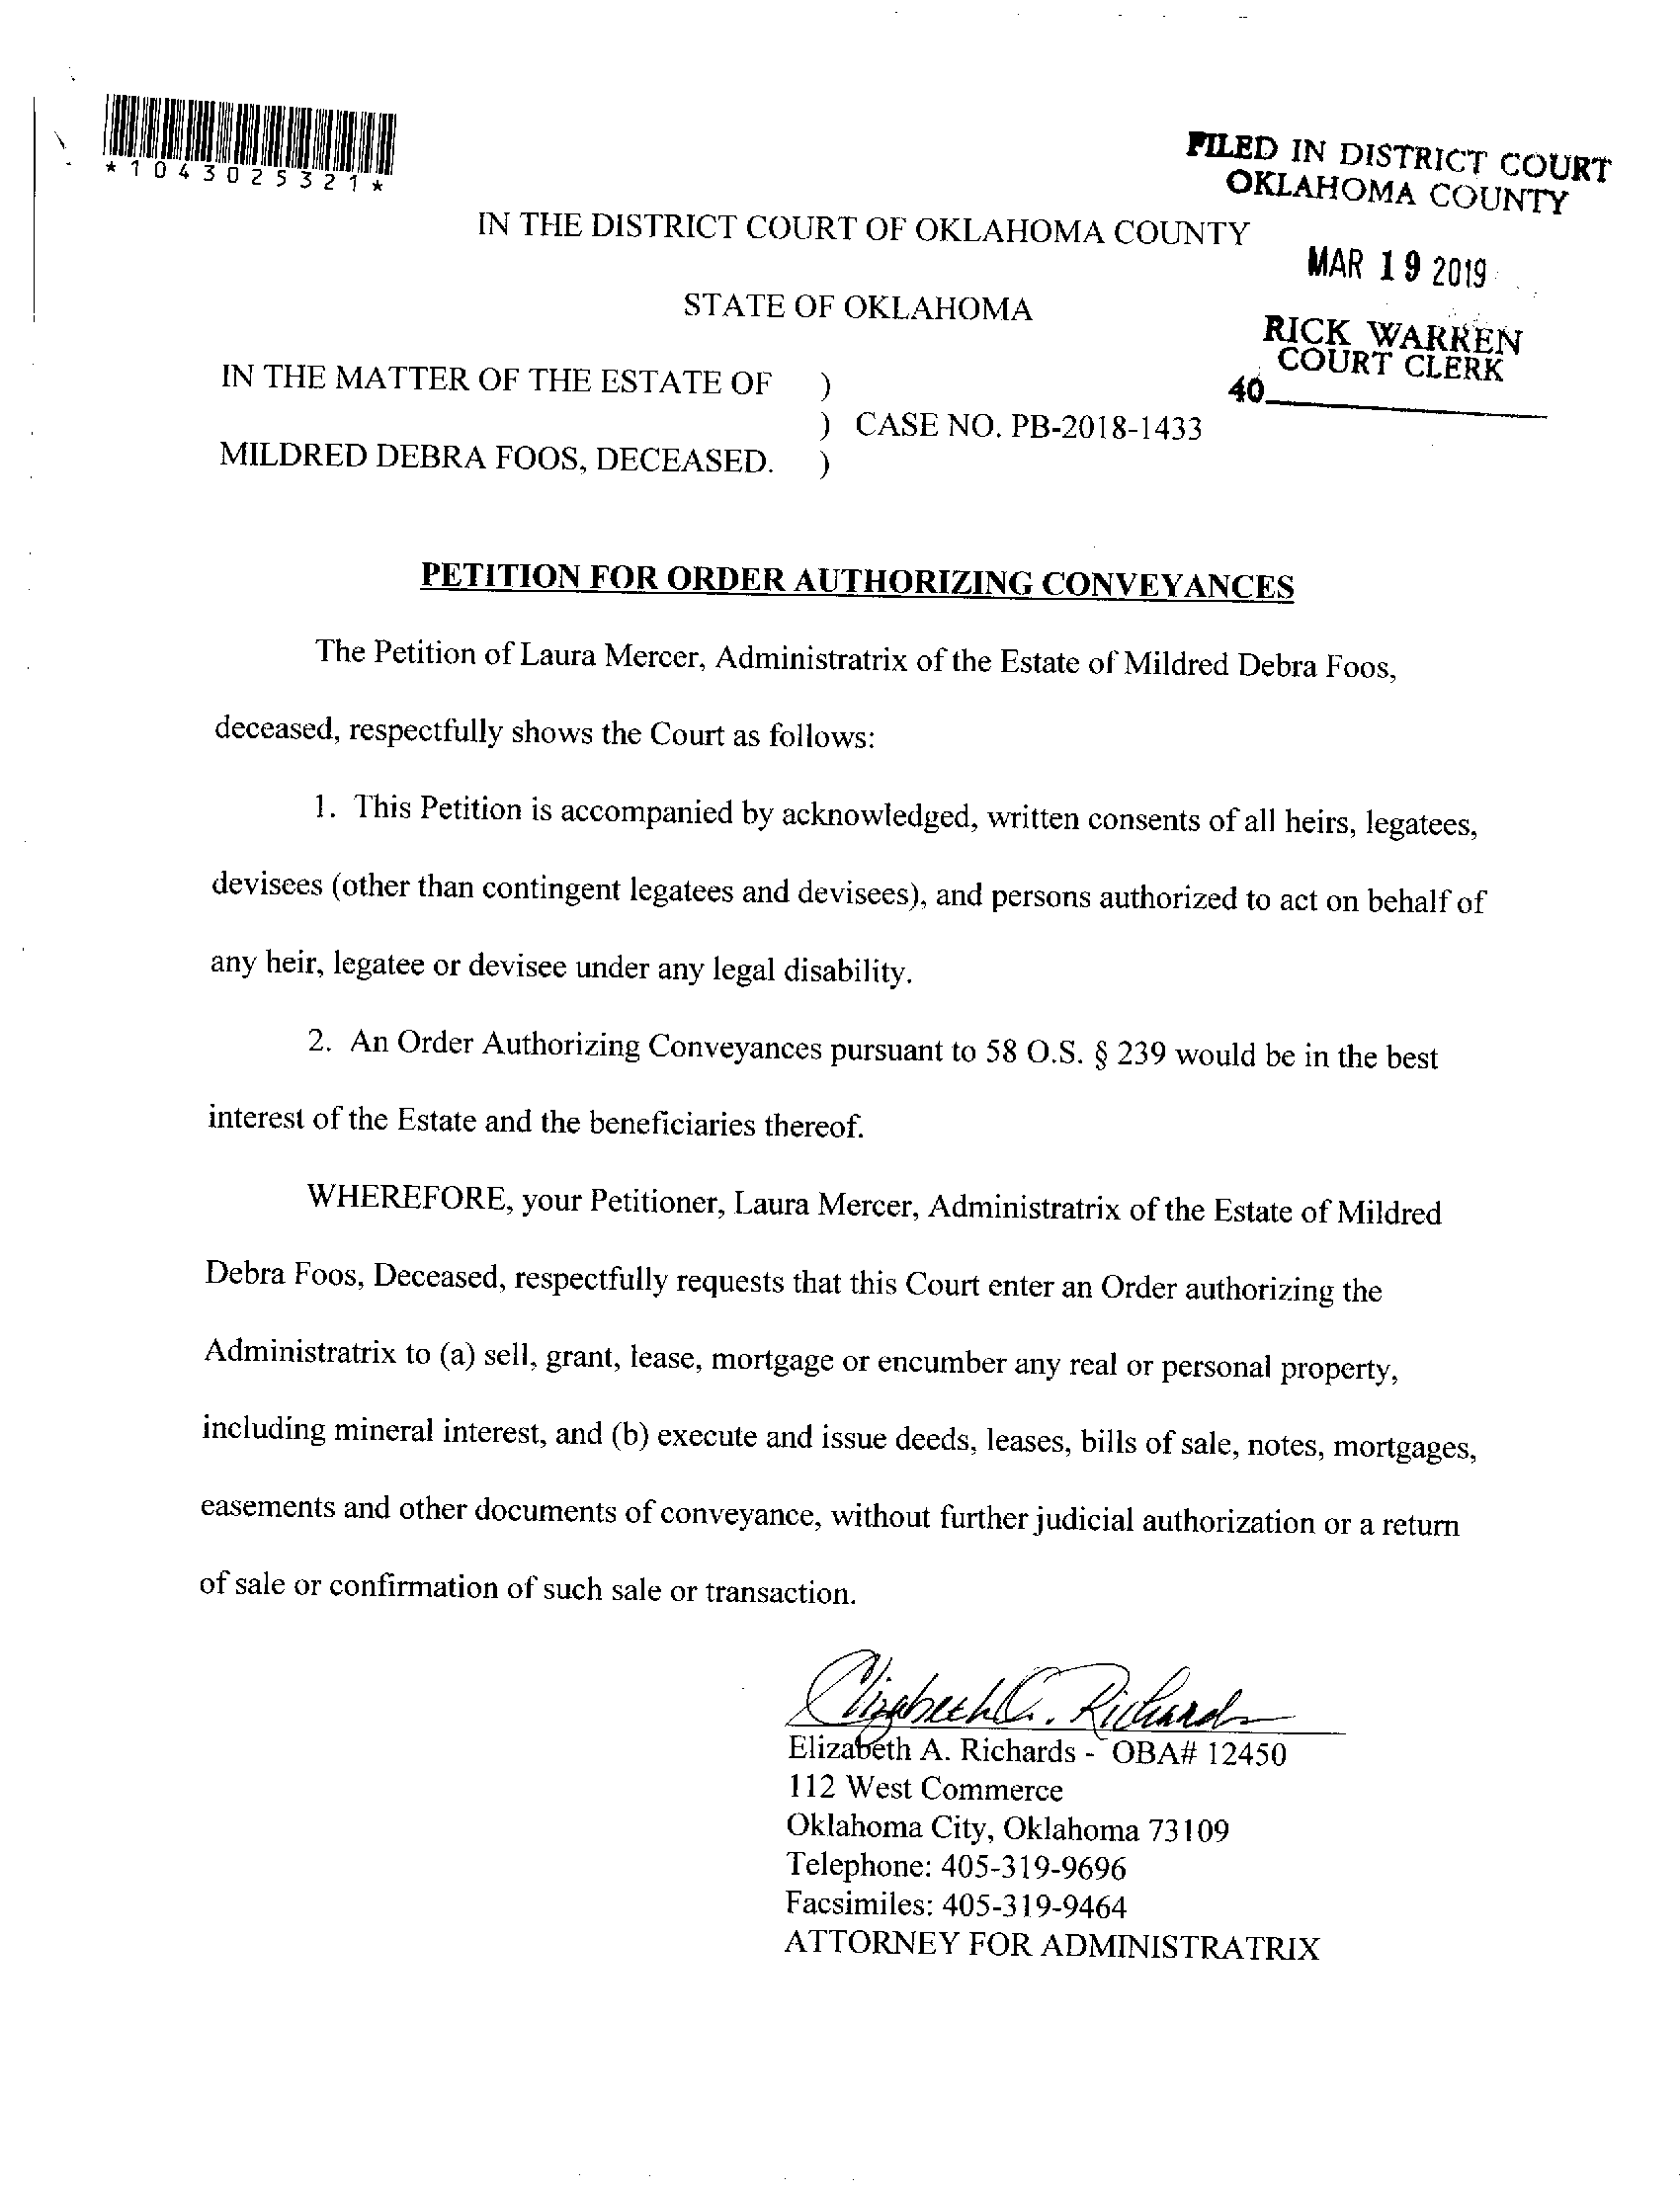 *1043025321*
FILED IN DISTRICT COURT
OKLAHOMA COUNTY
IN THE DISTRICT COURT OF OKLAHOMA COUNTY
MAR 19 2019
STATE OF OKLAHOMA
RICK WARREN
COURT CLERK
40
IN THE MATTER OF THE ESTATE OF )
) CASE NO. PB-2018-1433
MILDRED DEBRA FOOS, DECEASED. )
PETITION FOR ORDER AUTHORIZING CONVEYANCES
The Petition of Laura Mercer, Administratrix of the Estate of Mildred Debra Foos,
deceased, respectfully shows the Court as follows:
1. This Petition is accompanied by acknowledged, written consents of all heirs, legatees,
devisees (other than contingent legatees and devisees), and persons authorized to act on behalf of
any heir, legatee or devisee under any legal disability.
2. An Order Authorizing Conveyances pursuant to 58 O.S. § 239 would be in the best
interest of the Estate and the beneficiaries thereof.
WHEREFORE, your Petitioner, Laura Mercer, Administratrix of the Estate of Mildred
Debra Foos, Deceased, respectfully requests that this Court enter an Order authorizing the
Administratrix to (a) sell, grant, lease, mortgage or encumber any real or personal property,
including mineral interest, and (b) execute and issue deeds, leases, bills of sale, notes, mortgages,
easements and other documents of conveyance, without further judicial authorization or a return
of sale or confirmation of such sale or transaction.
Elizabeth A. Richards
Elizabeth A. Richards - OBA# 12450
112 West Commerce
Oklahoma City, Oklahoma 73109
Telephone: 405-319-9696
Facsimiles: 405-319-9464
ATTORNEY FOR ADMINISTRATRIX